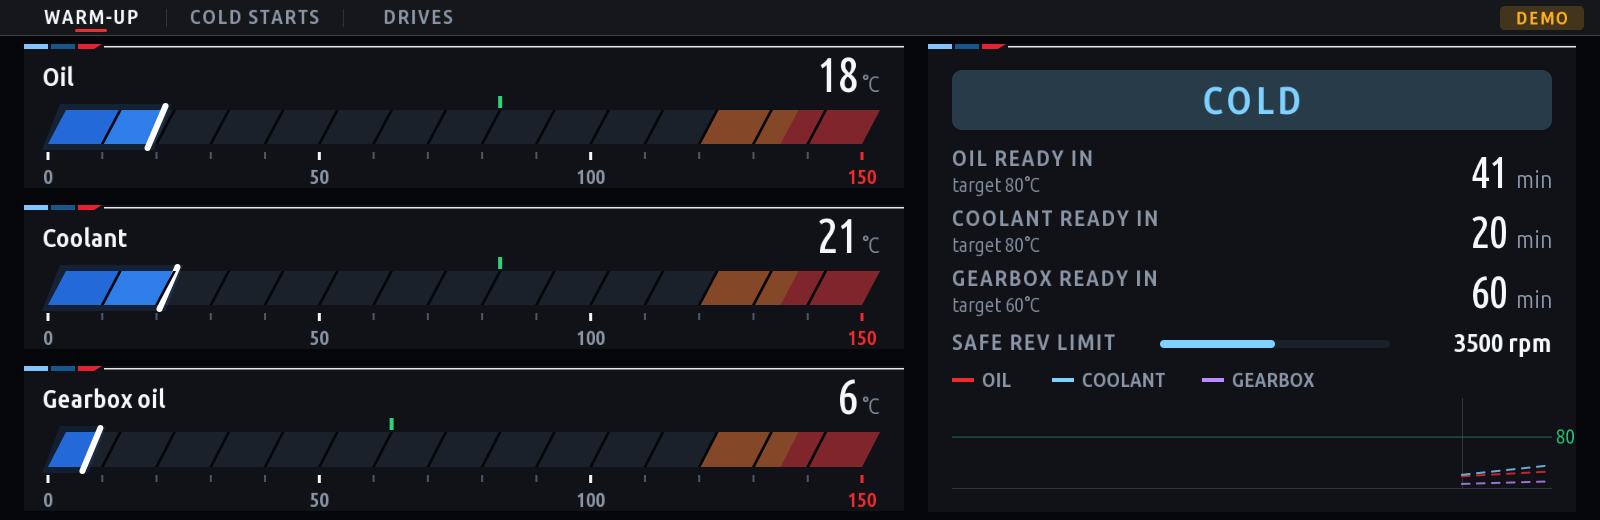 WARM-UP COLD STARTS DRIVES DEMO
Oil 18 °C
0 50 100 150
Coolant 21 °C
0 50 100 150
Gearbox oil 6 °C
0 50 100 150
COLD
OIL READY IN
target 80°C
41 min
COOLANT READY IN
target 80°C
20 min
GEARBOX READY IN
target 60°C
60 min
SAFE REV LIMIT 3500 rpm
OIL COOLANT GEARBOX
80